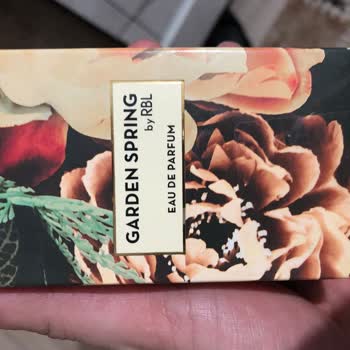 GARDEN SPRING
by RBL
EAU DE PARFUM